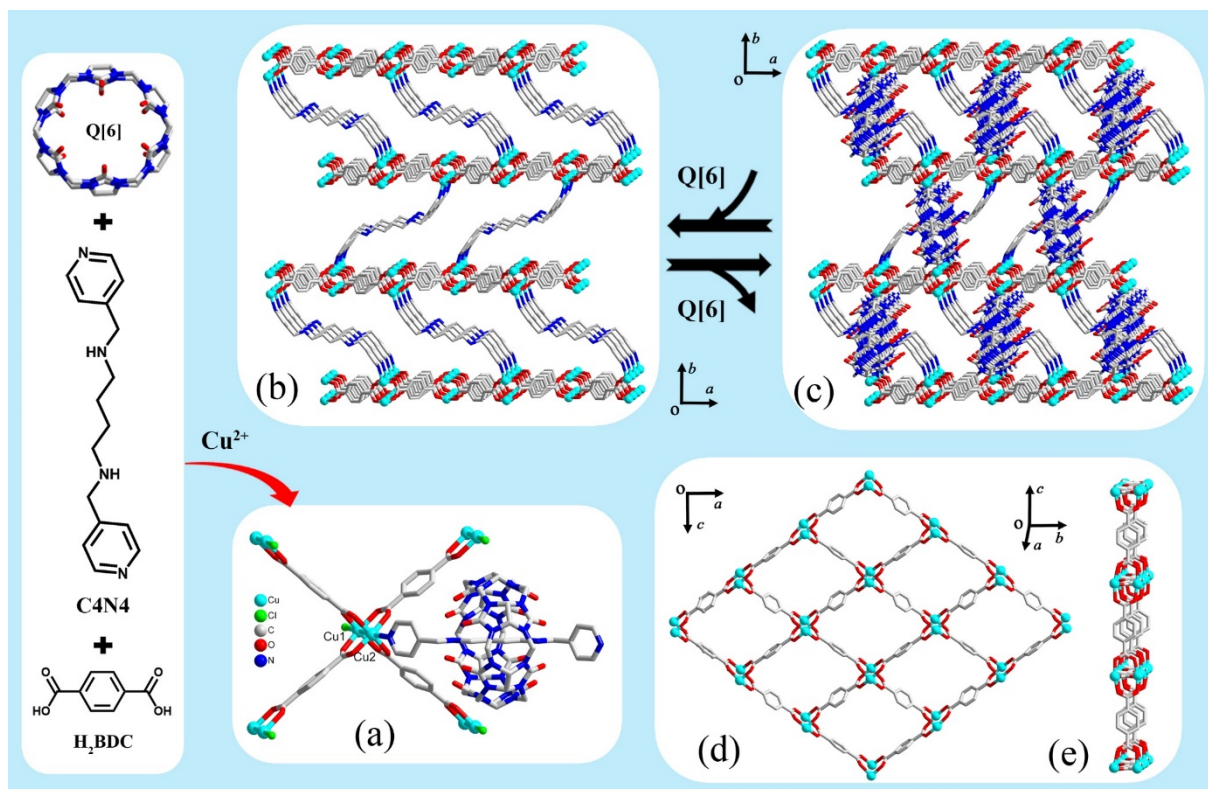 Q[6]
+
N
HN
NH
N
C4N4
+
O
O
HO
OH
H₂BDC
Cu²⁺
(b)
b
a
o
Q[6]
Q[6]
b
a
o
(c)
Cu
Cl
C
O
N
Cu1
Cu2
(a)
o
a
c
(d)
c
o
b
a
(e)